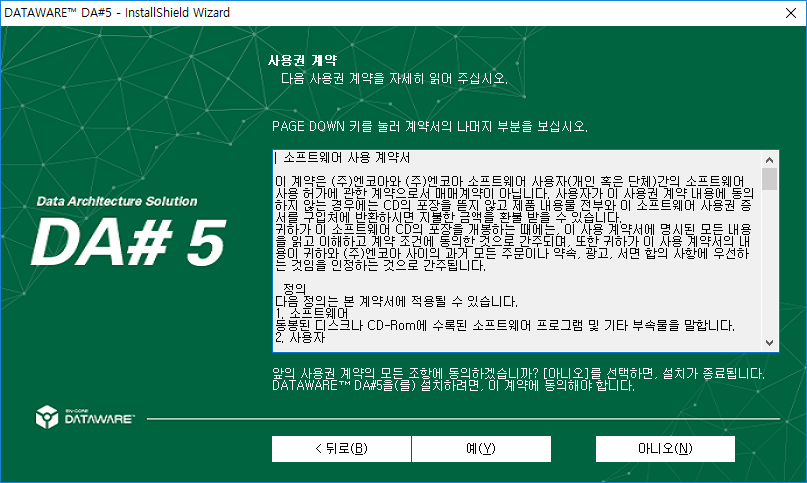 DATAWARE™ DA#5 - InstallShield Wizard
사용권 계약
다음 사용권 계약을 자세히 읽어 주십시오.
PAGE DOWN 키를 눌러 계약서의 나머지 부분을 보십시오.
소프트웨어 사용 계약서
이 계약은 (주)엔코아와 (주)엔코아 소프트웨어 사용자(개인 혹은 단체)간의 소프트웨어
사용 허가에 관한 계약으로서 매매계약이 아닙니다. 사용자가 이 사용권 계약 내용에 동의
하지 않는 경우에는 CD의 포장을 뜯지 않고 제품 내용물 전부와 이 소프트웨어 사용권 증
서를 구입처에 반환하시면 지불한 금액을 환불 받을 수 있습니다.
귀하가 이 소프트웨어 CD의 포장을 개봉하는 때에는, 이 사용 계약서에 명시된 모든 내용
을 읽고 이해하고 계약 조건에 동의한 것으로 간주되며, 또한 귀하가 이 사용 계약서의 내
용이 귀하와 (주)엔코아 사이의 과거 모든 주문이나 약속, 광고, 서면 합의 사항에 우선하
는 것임을 인정하는 것으로 간주됩니다.
정의
다음 정의는 본 계약서에 적용될 수 있습니다.
1. 소프트웨어
동봉된 디스크나 CD-Rom에 수록된 소프트웨어 프로그램 및 기타 부속물을 말합니다.
2. 사용자
Data Architecture Solution
DA# 5
앞의 사용권 계약의 모든 조항에 동의하겠습니까? [아니오]를 선택하면, 설치가 종료됩니다.
DATAWARE™ DA#5을(를) 설치하려면, 이 계약에 동의해야 합니다.
EN-CORE
DATAWARE™
< 뒤로(B)
예(Y)
아니오(N)